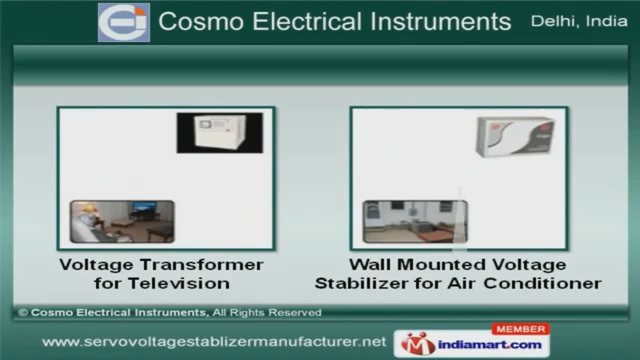 Cosmo Electrical Instruments
Delhi, India
Voltage Transformer
for Television
Wall Mounted Voltage
Stabilizer for Air Conditioner
© Cosmo Electrical Instruments, All Rights Reserved
www.servovoltagestablizermanufacturer.net
MEMBER
indiamart.com